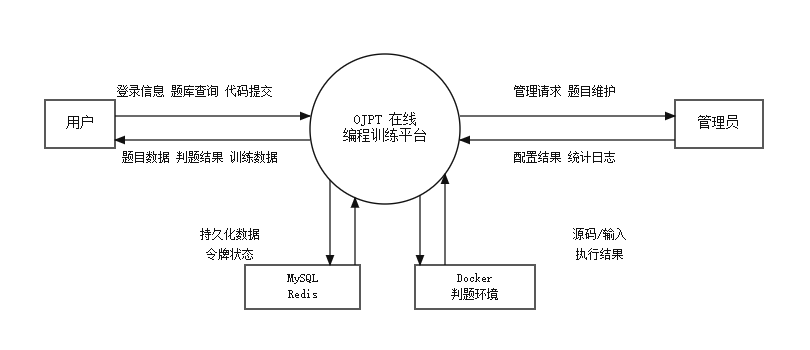 登录信息 题库查询 代码提交
管理请求 题目维护
用户
OJPT 在线
编程训练平台
管理员
题目数据 判题结果 训练数据
配置结果 统计日志
持久化数据
令牌状态
源码/输入
执行结果
MySQL
Redis
Docker
判题环境